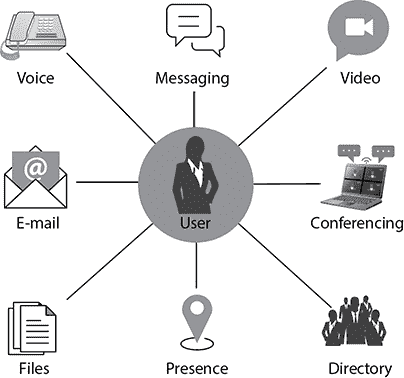 Voice
Messaging
Video
E-mail
User
Conferencing
Files
Presence
Directory